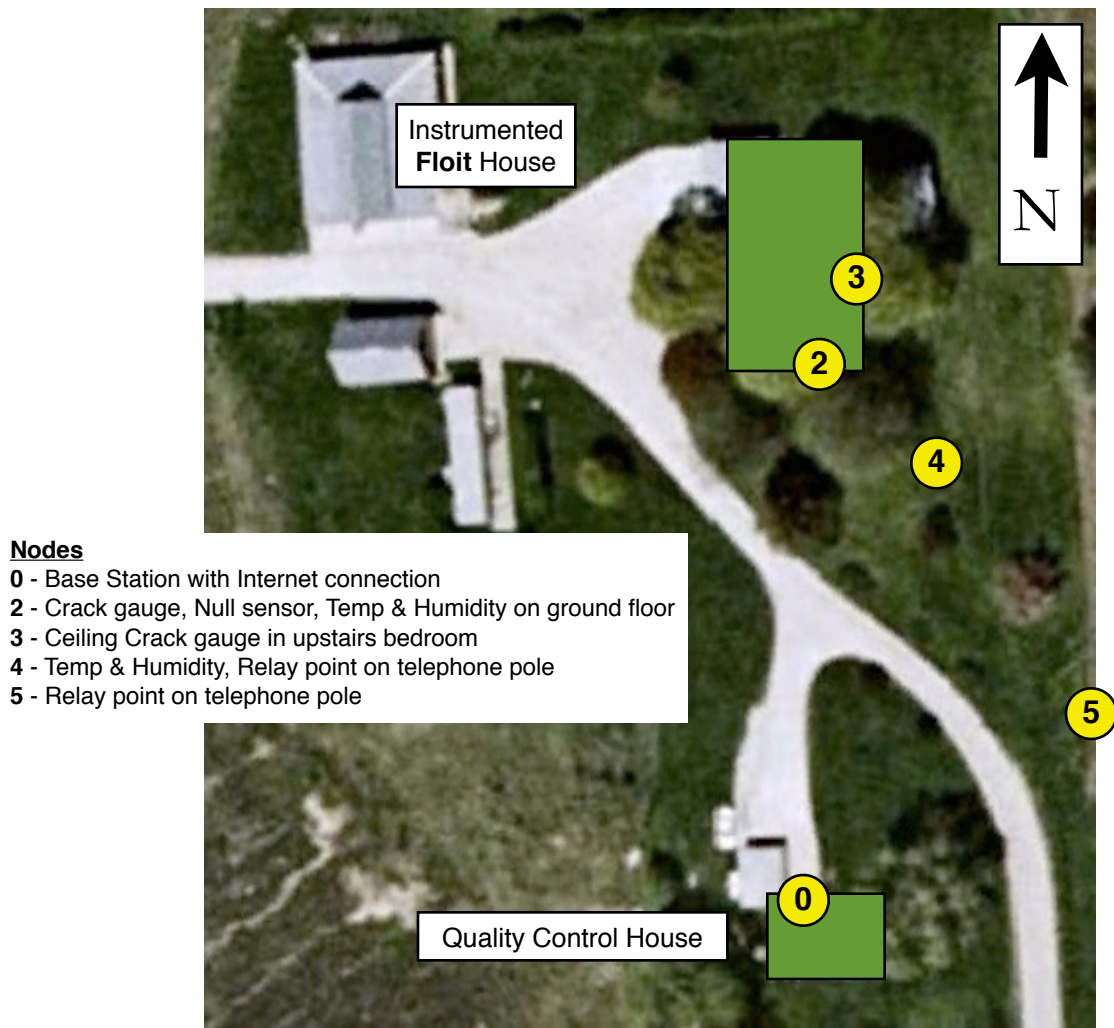 Instrumented
Floit House
N
3
2
4
Nodes
0 - Base Station with Internet connection
2 - Crack gauge, Null sensor, Temp & Humidity on ground floor
3 - Ceiling Crack gauge in upstairs bedroom
4 - Temp & Humidity, Relay point on telephone pole
5 - Relay point on telephone pole
5
0
Quality Control House